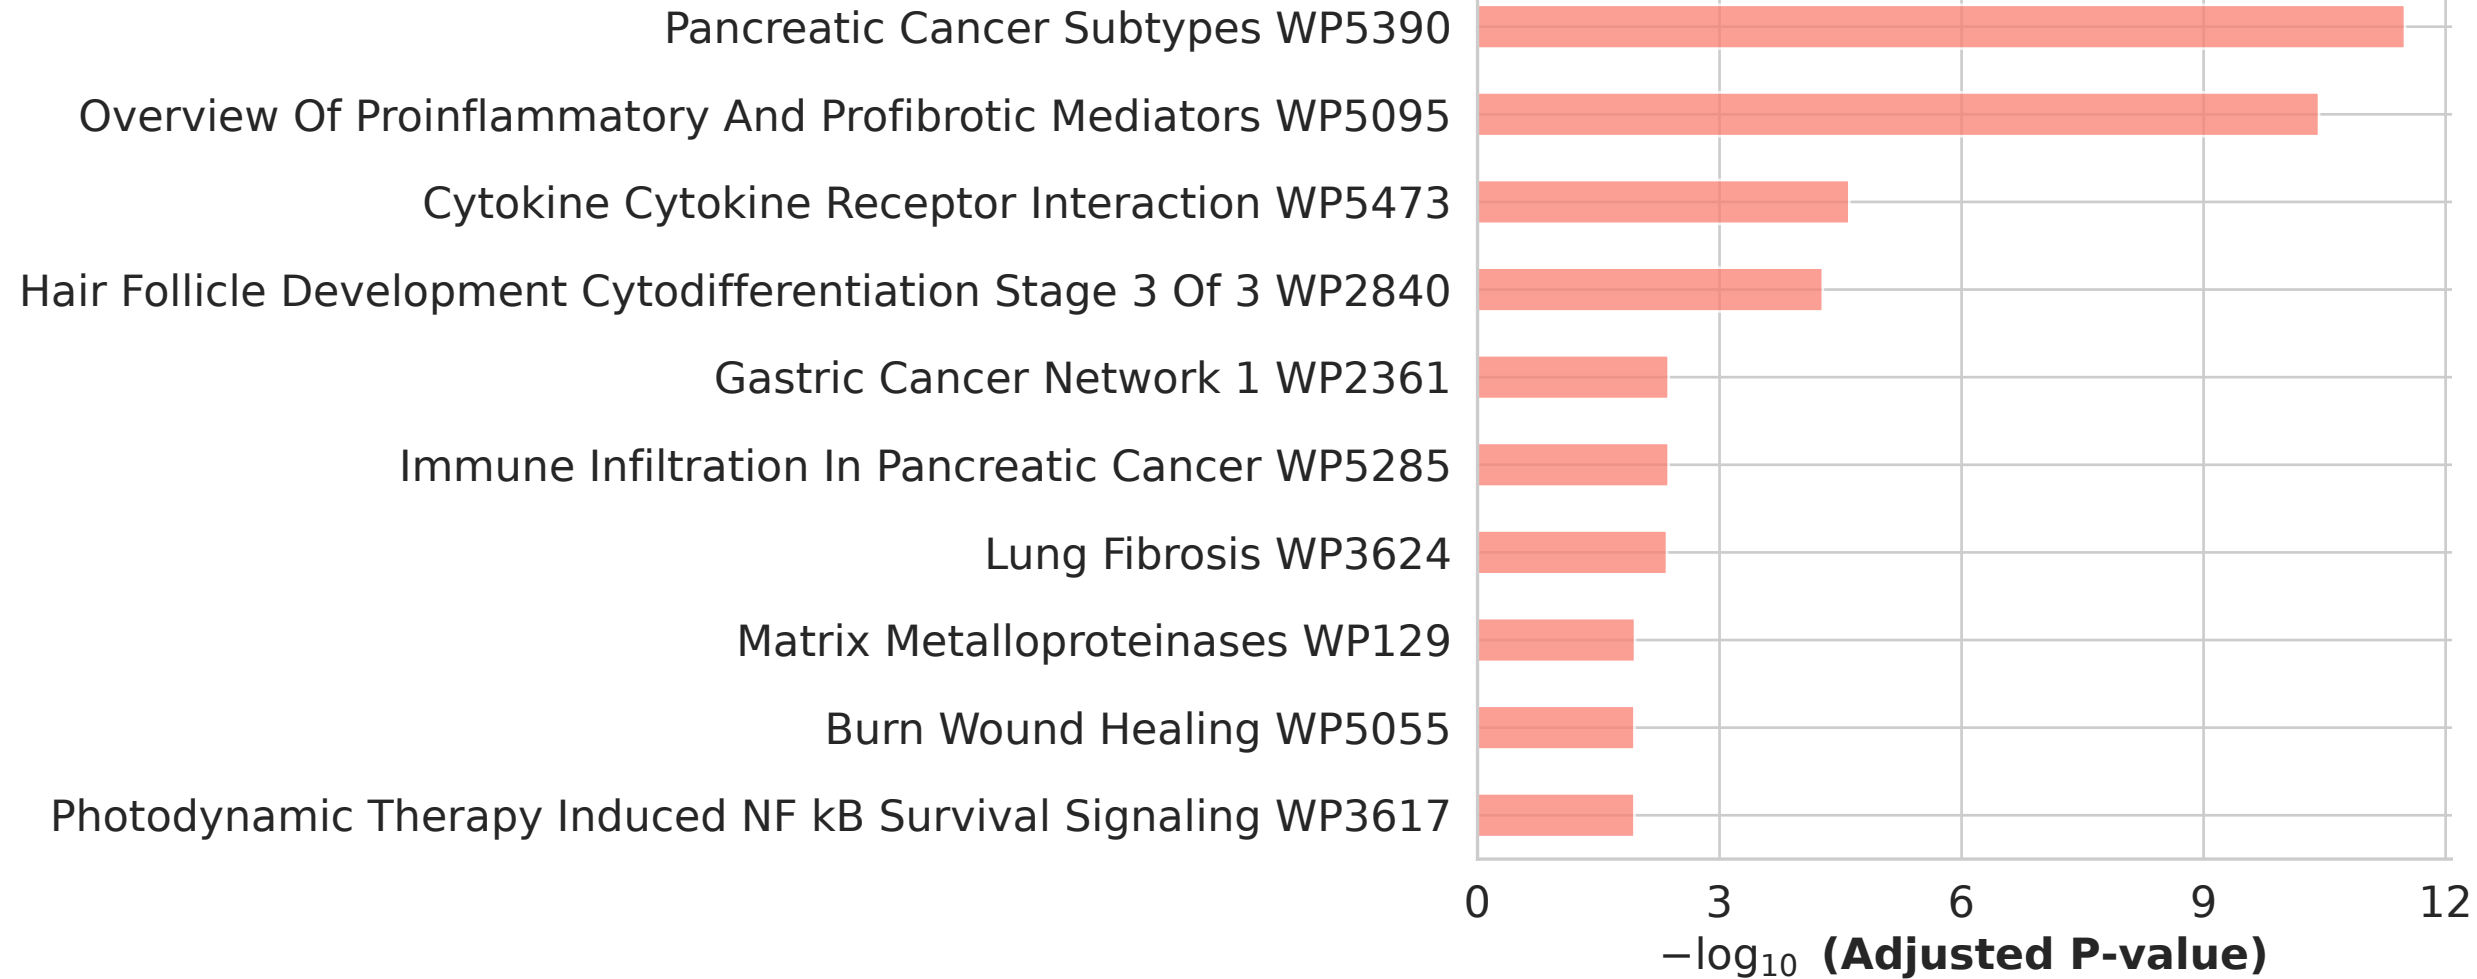 Pancreatic Cancer Subtypes WP5390
Overview Of Proinflammatory And Profibrotic Mediators WP5095
Cytokine Cytokine Receptor Interaction WP5473
Hair Follicle Development Cytodifferentiation Stage 3 Of 3 WP2840
Gastric Cancer Network 1 WP2361
Immune Infiltration In Pancreatic Cancer WP5285
Lung Fibrosis WP3624
Matrix Metalloproteinases WP129
Burn Wound Healing WP5055
Photodynamic Therapy Induced NF kB Survival Signaling WP3617
0 3 6 9 12
−log₁₀ (Adjusted P-value)